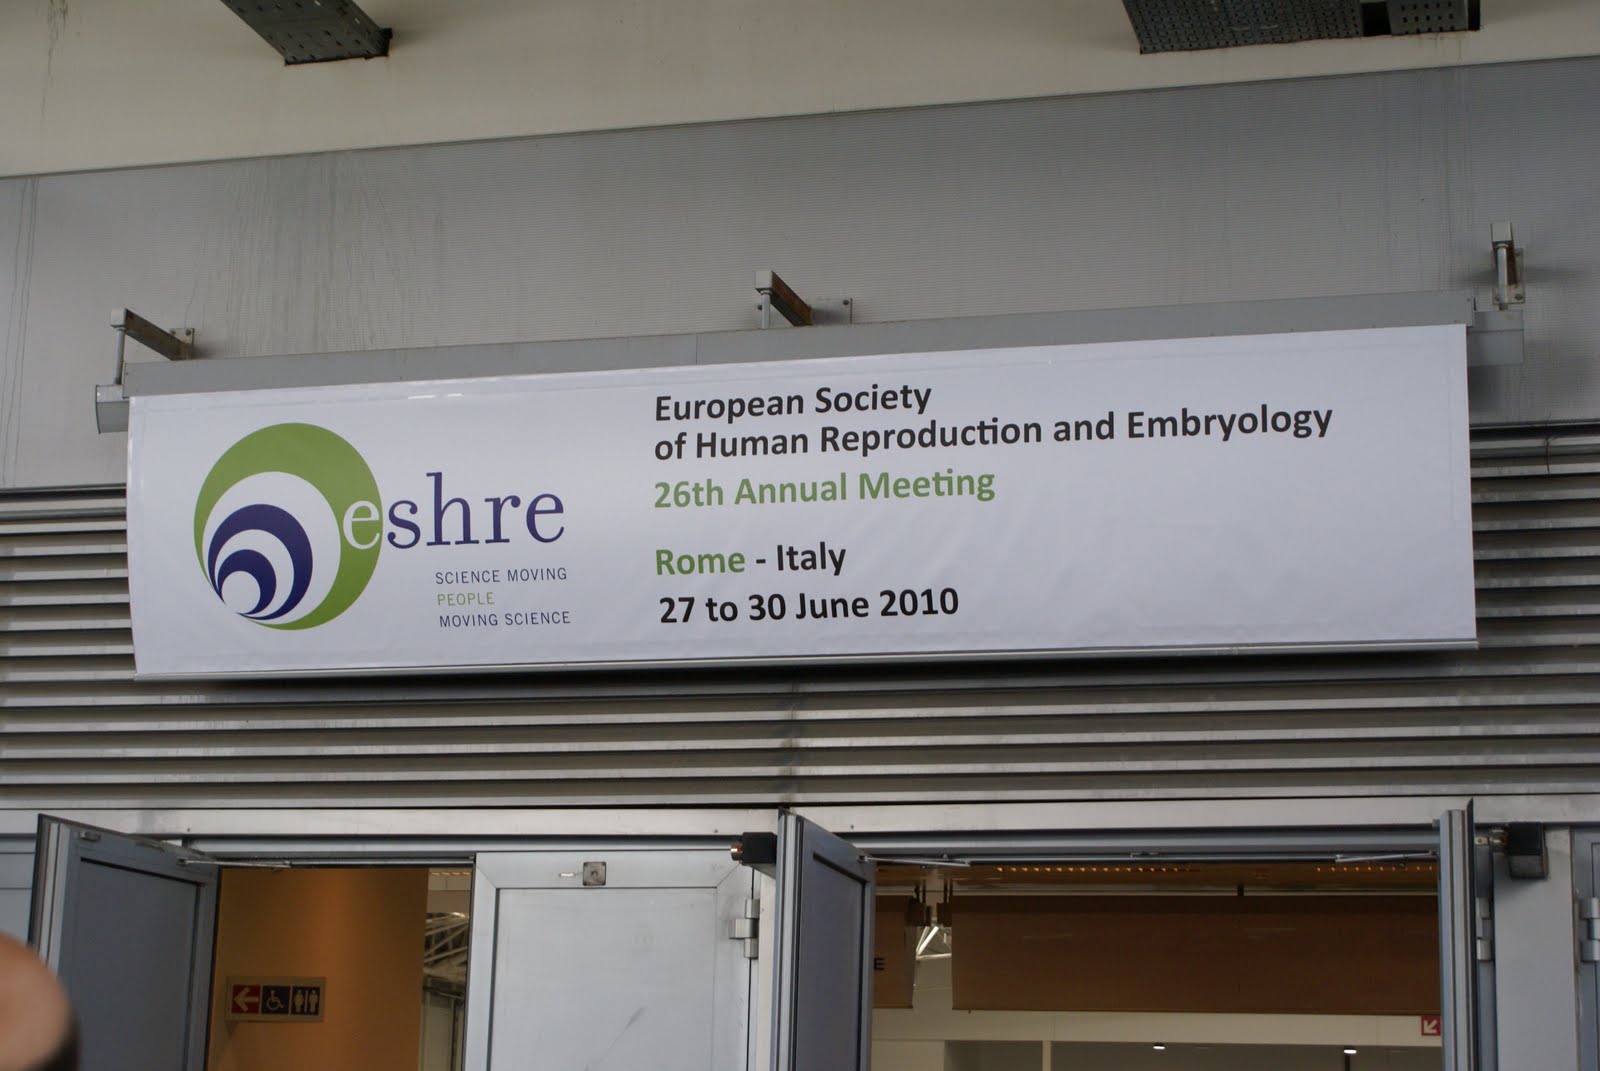 eshre
SCIENCE MOVING
PEOPLE
MOVING SCIENCE
European Society
of Human Reproduction and Embryology
26th Annual Meeting
Rome - Italy
27 to 30 June 2010
E